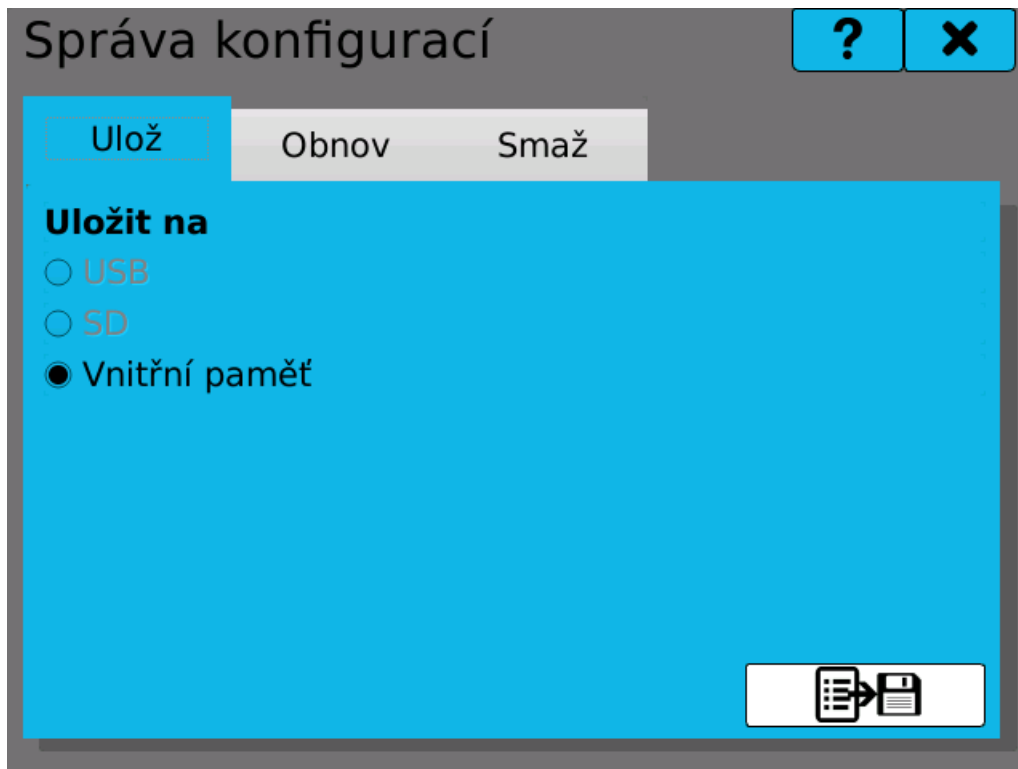 Správa konfigurací
?
Ulož
Obnov
Smaž
Uložit na
USB
SD
Vnitřní paměť